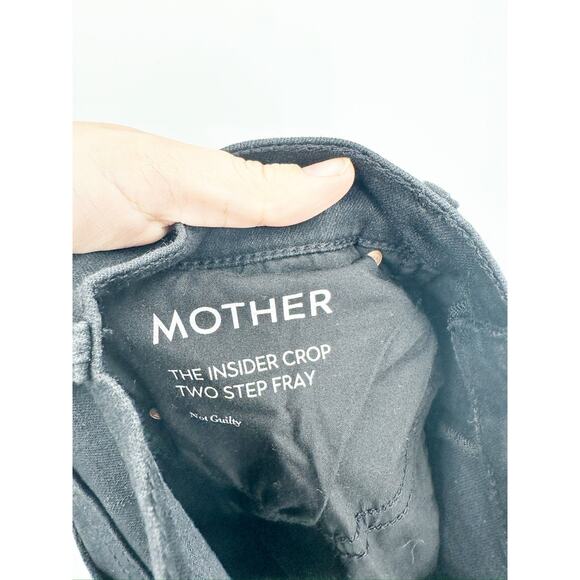 MOTHER
THE INSIDER CROP
TWO STEP FRAY
Not Guilty